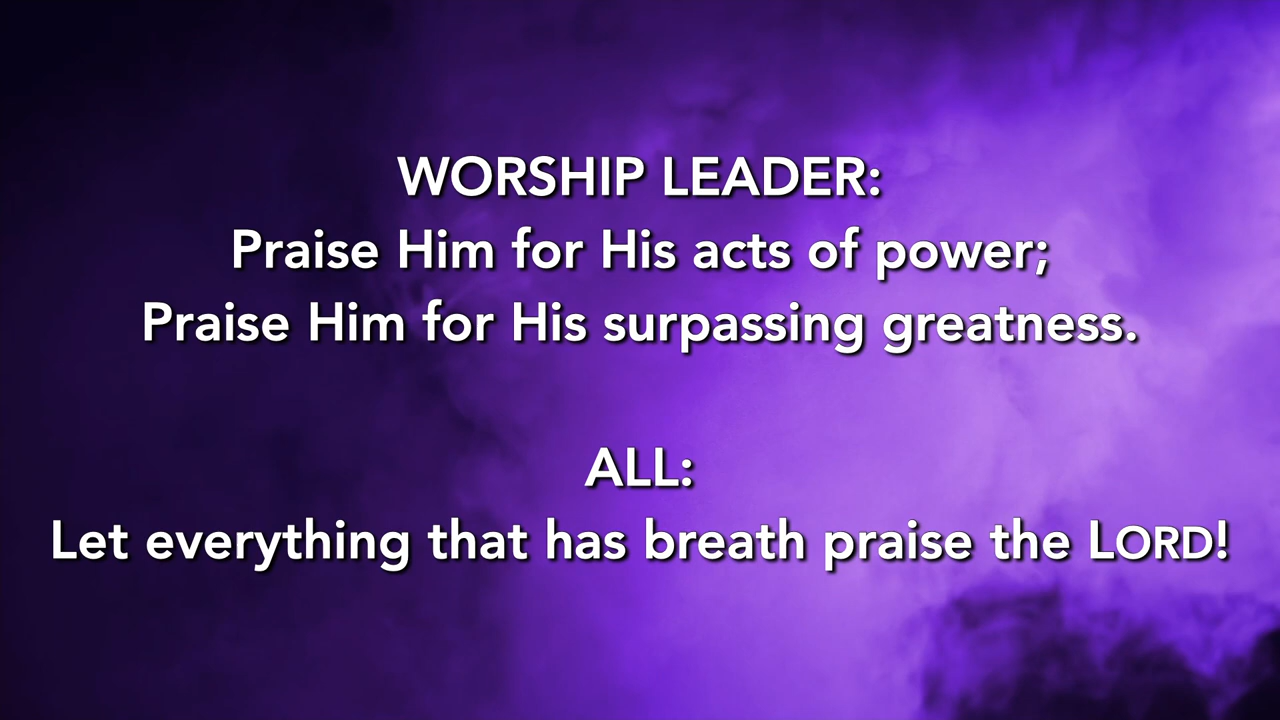 WORSHIP LEADER:
Praise Him for His acts of power;
Praise Him for His surpassing greatness.
ALL:
Let everything that has breath praise the LORD!